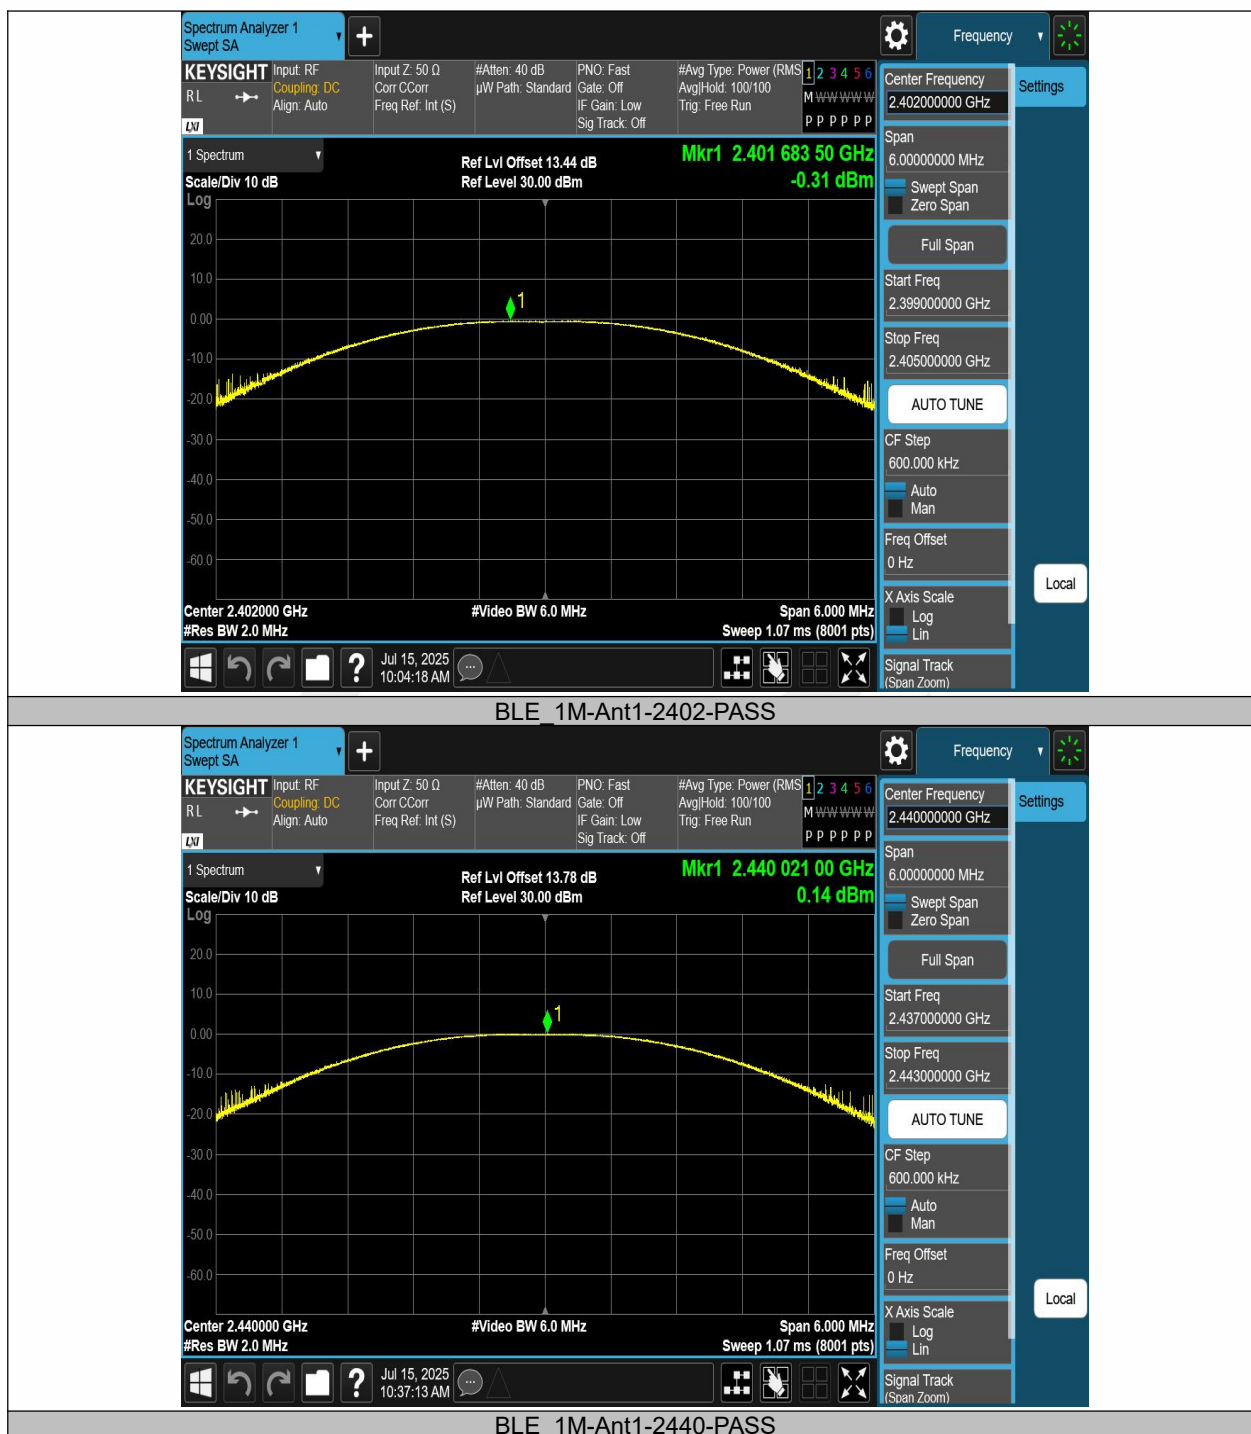 Spectrum Analyzer 1
Swept SA
Frequency
KEYSIGHT
R L
LXI
Input: RF
Coupling: DC
Align: Auto
Input Z: 50 Ω
Corr CCorr
Freq Ref: Int (S)
#Atten: 40 dB
µW Path: Standard
PNO: Fast
Gate: Off
IF Gain: Low
Sig Track: Off
#Avg Type: Power (RMS
Avg|Hold: 100/100
Trig: Free Run
1 2 3 4 5 6
M W W W W W
P P P P P P
1 Spectrum
Scale/Div 10 dB
Log
Ref Lvl Offset 13.44 dB
Ref Level 30.00 dBm
Mkr1 2.401 683 50 GHz
-0.31 dBm
20.0
10.0
1
0.00
-10.0
-20.0
-30.0
-40.0
-50.0
-60.0
Center 2.402000 GHz
#Res BW 2.0 MHz
#Video BW 6.0 MHz
Span 6.000 MHz
Sweep 1.07 ms (8001 pts)
?
Jul 15, 2025
10:04:18 AM
Center Frequency
2.402000000 GHz
Span
6.00000000 MHz
Swept Span
Zero Span
Full Span
Start Freq
2.399000000 GHz
Stop Freq
2.405000000 GHz
AUTO TUNE
CF Step
600.000 kHz
Auto
Man
Freq Offset
0 Hz
X Axis Scale
Log
Lin
Signal Track
(Span Zoom)
Settings
Local
BLE_1M-Ant1-2402-PASS
Spectrum Analyzer 1
Swept SA
Frequency
KEYSIGHT
R L
LXI
Input: RF
Coupling: DC
Align: Auto
Input Z: 50 Ω
Corr CCorr
Freq Ref: Int (S)
#Atten: 40 dB
µW Path: Standard
PNO: Fast
Gate: Off
IF Gain: Low
Sig Track: Off
#Avg Type: Power (RMS
Avg|Hold: 100/100
Trig: Free Run
1 2 3 4 5 6
M W W W W W
P P P P P P
1 Spectrum
Scale/Div 10 dB
Log
Ref Lvl Offset 13.78 dB
Ref Level 30.00 dBm
Mkr1 2.440 021 00 GHz
0.14 dBm
20.0
10.0
1
0.00
-10.0
-20.0
-30.0
-40.0
-50.0
-60.0
Center 2.440000 GHz
#Res BW 2.0 MHz
#Video BW 6.0 MHz
Span 6.000 MHz
Sweep 1.07 ms (8001 pts)
?
Jul 15, 2025
10:37:13 AM
Center Frequency
2.440000000 GHz
Span
6.00000000 MHz
Swept Span
Zero Span
Full Span
Start Freq
2.437000000 GHz
Stop Freq
2.443000000 GHz
AUTO TUNE
CF Step
600.000 kHz
Auto
Man
Freq Offset
0 Hz
X Axis Scale
Log
Lin
Signal Track
(Span Zoom)
Settings
Local
BLE_1M-Ant1-2440-PASS